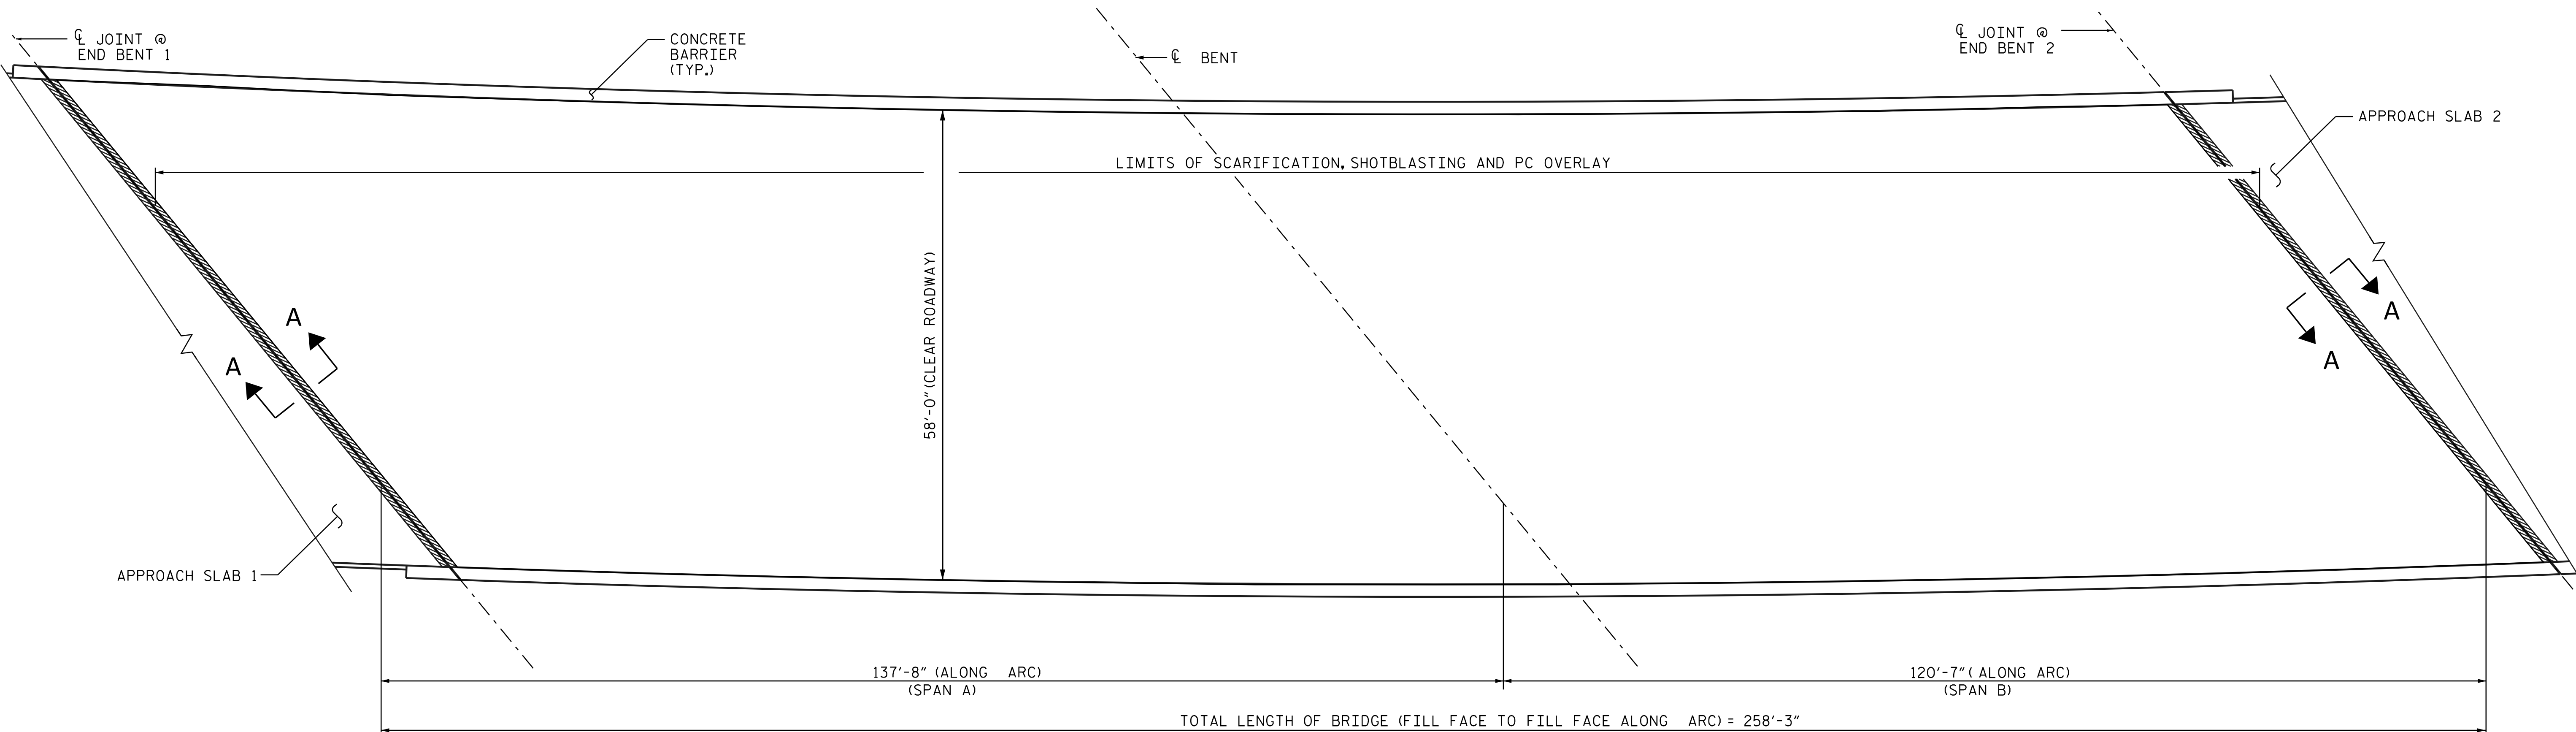 ℄ JOINT @
END BENT 1
CONCRETE
BARRIER
(TYP.)
℄ BENT
℄ JOINT @
END BENT 2
APPROACH SLAB 2
LIMITS OF SCARIFICATION, SHOTBLASTING AND PC OVERLAY
58'-0" (CLEAR ROADWAY)
A
A
A
A
APPROACH SLAB 1
137'-8" (ALONG ARC)
(SPAN A)
120'-7" (ALONG ARC)
(SPAN B)
TOTAL LENGTH OF BRIDGE (FILL FACE TO FILL FACE ALONG ARC) = 258'-3"